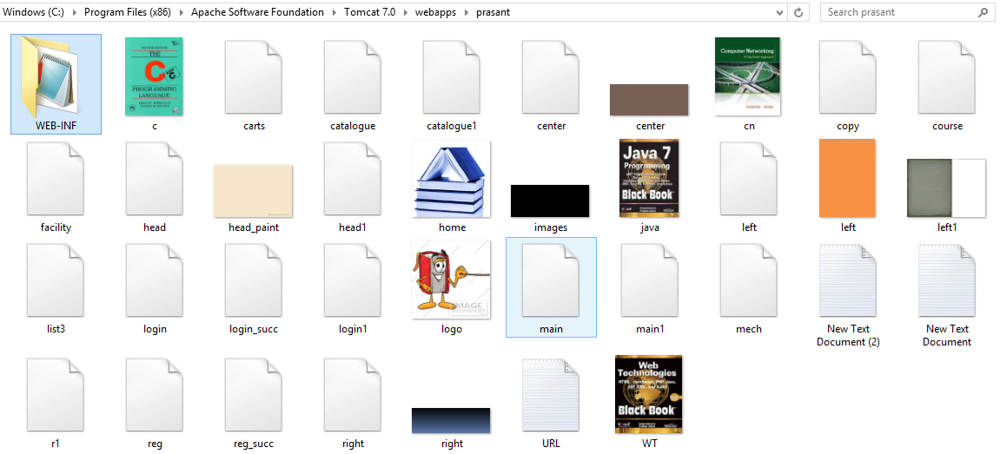 Windows (C:) ▸ Program Files (x86) ▸ Apache Software Foundation ▸ Tomcat 7.0 ▸ webapps ▸ prasant
Search prasant
THE
C
PROGRAMMING
LANGUAGE
Computer Networking
WEB-INF
c
carts
catalogue
catalogue1
center
center
cn
copy
course
Java 7
Programming
Black Book
facility
head
head_paint
head1
home
images
java
left
left
left1
IMAGE
ENVISION
list3
login
login_succ
login1
logo
main
main1
mech
New Text
Document (2)
New Text
Document
Web
Technologies
Black Book
r1
reg
reg_succ
right
right
URL
WT